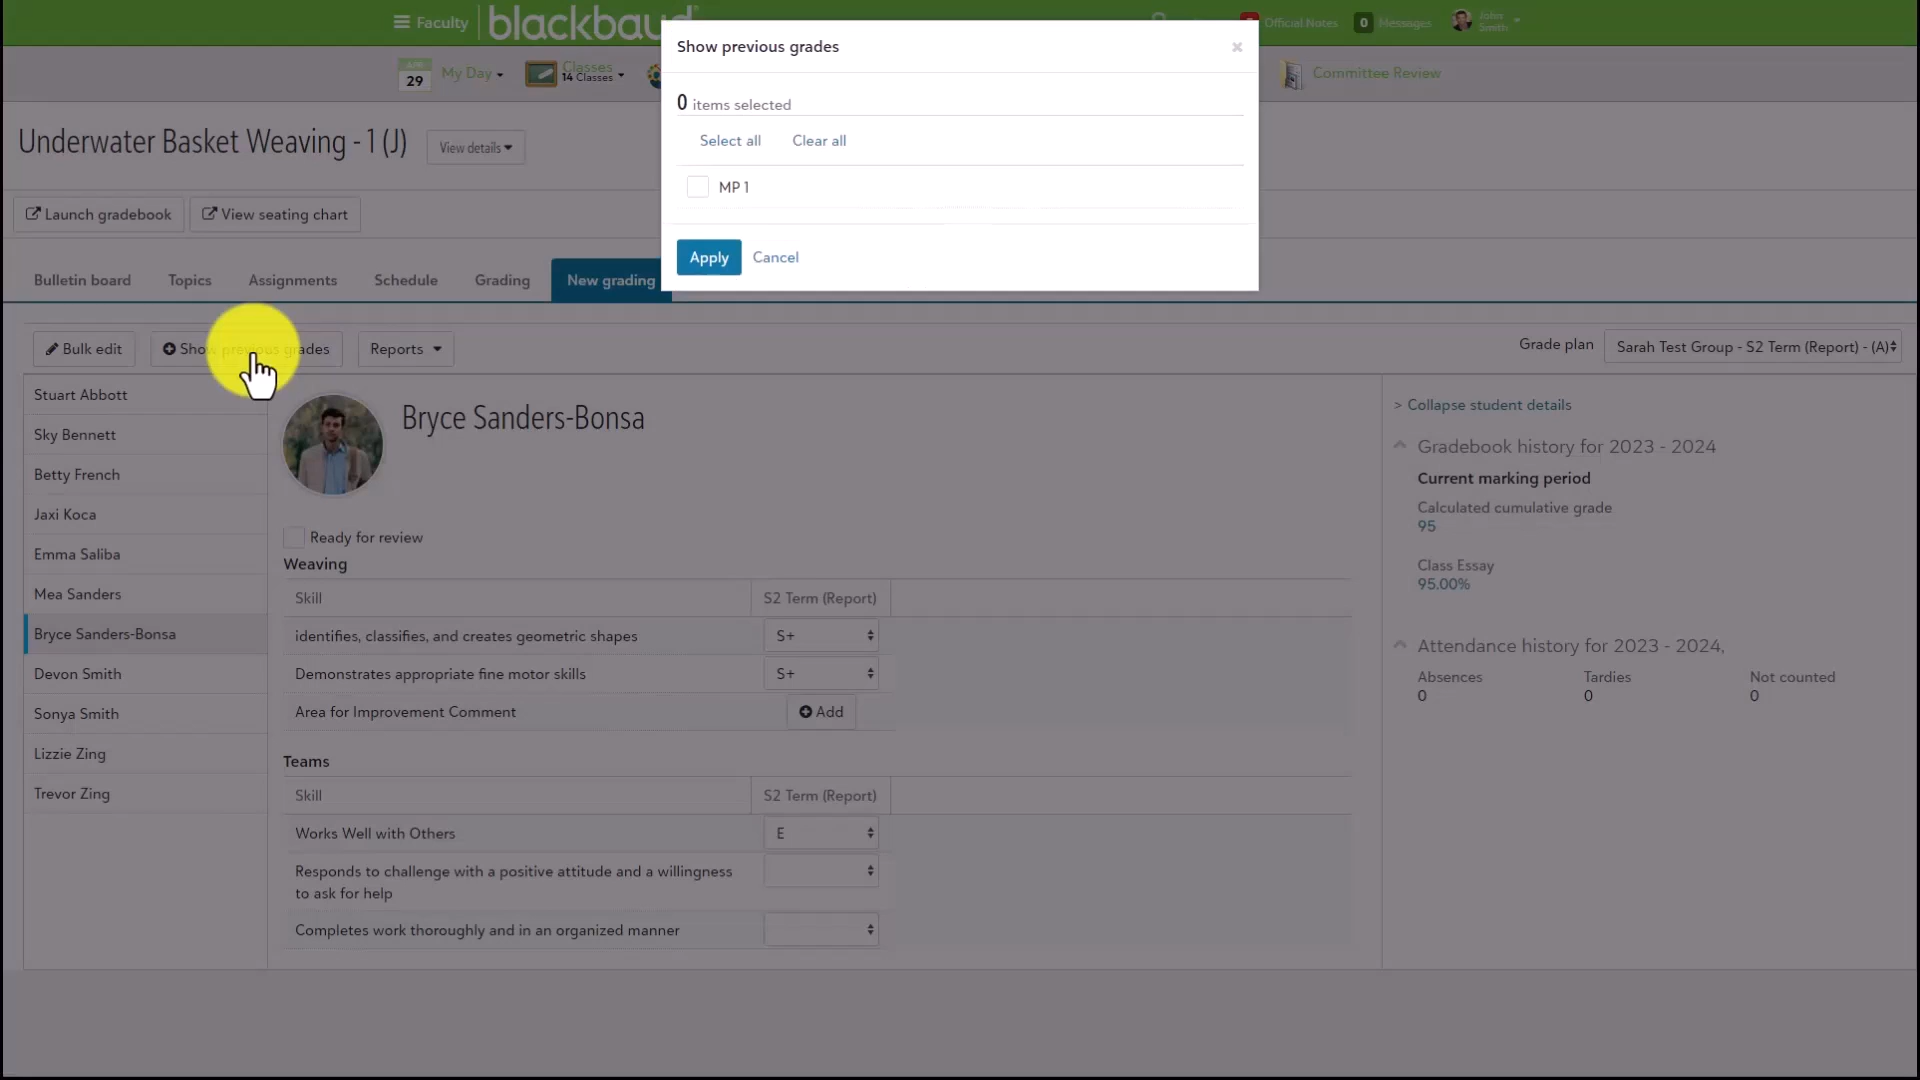 Faculty
blackbaud
Official Notes
0 Messages
John
Smith
29
My Day
Classes
14 Classes
Committee Review
Show previous grades
×
0 items selected
Select all
Clear all
MP 1
Apply
Cancel
Underwater Basket Weaving - 1 (J)
View details
Launch gradebook
View seating chart
Bulletin board
Topics
Assignments
Schedule
Grading
New grading
Bulk edit
Show previous grades
Reports
Grade plan
Sarah Test Group - S2 Term (Report) - (A)
Stuart Abbott
Sky Bennett
Betty French
Jaxi Koca
Emma Saliba
Mea Sanders
Bryce Sanders-Bonsa
Devon Smith
Sonya Smith
Lizzie Zing
Trevor Zing
Bryce Sanders-Bonsa
Ready for review
Weaving
Skill
S2 Term (Report)
identifies, classifies, and creates geometric shapes
S+
Demonstrates appropriate fine motor skills
S+
Area for Improvement Comment
Add
Teams
Skill
S2 Term (Report)
Works Well with Others
E
Responds to challenge with a positive attitude and a willingness
to ask for help
Completes work thoroughly and in an organized manner
> Collapse student details
Gradebook history for 2023 - 2024
Current marking period
Calculated cumulative grade
95
Class Essay
95.00%
Attendance history for 2023 - 2024,
Absences
Tardies
Not counted
0
0
0